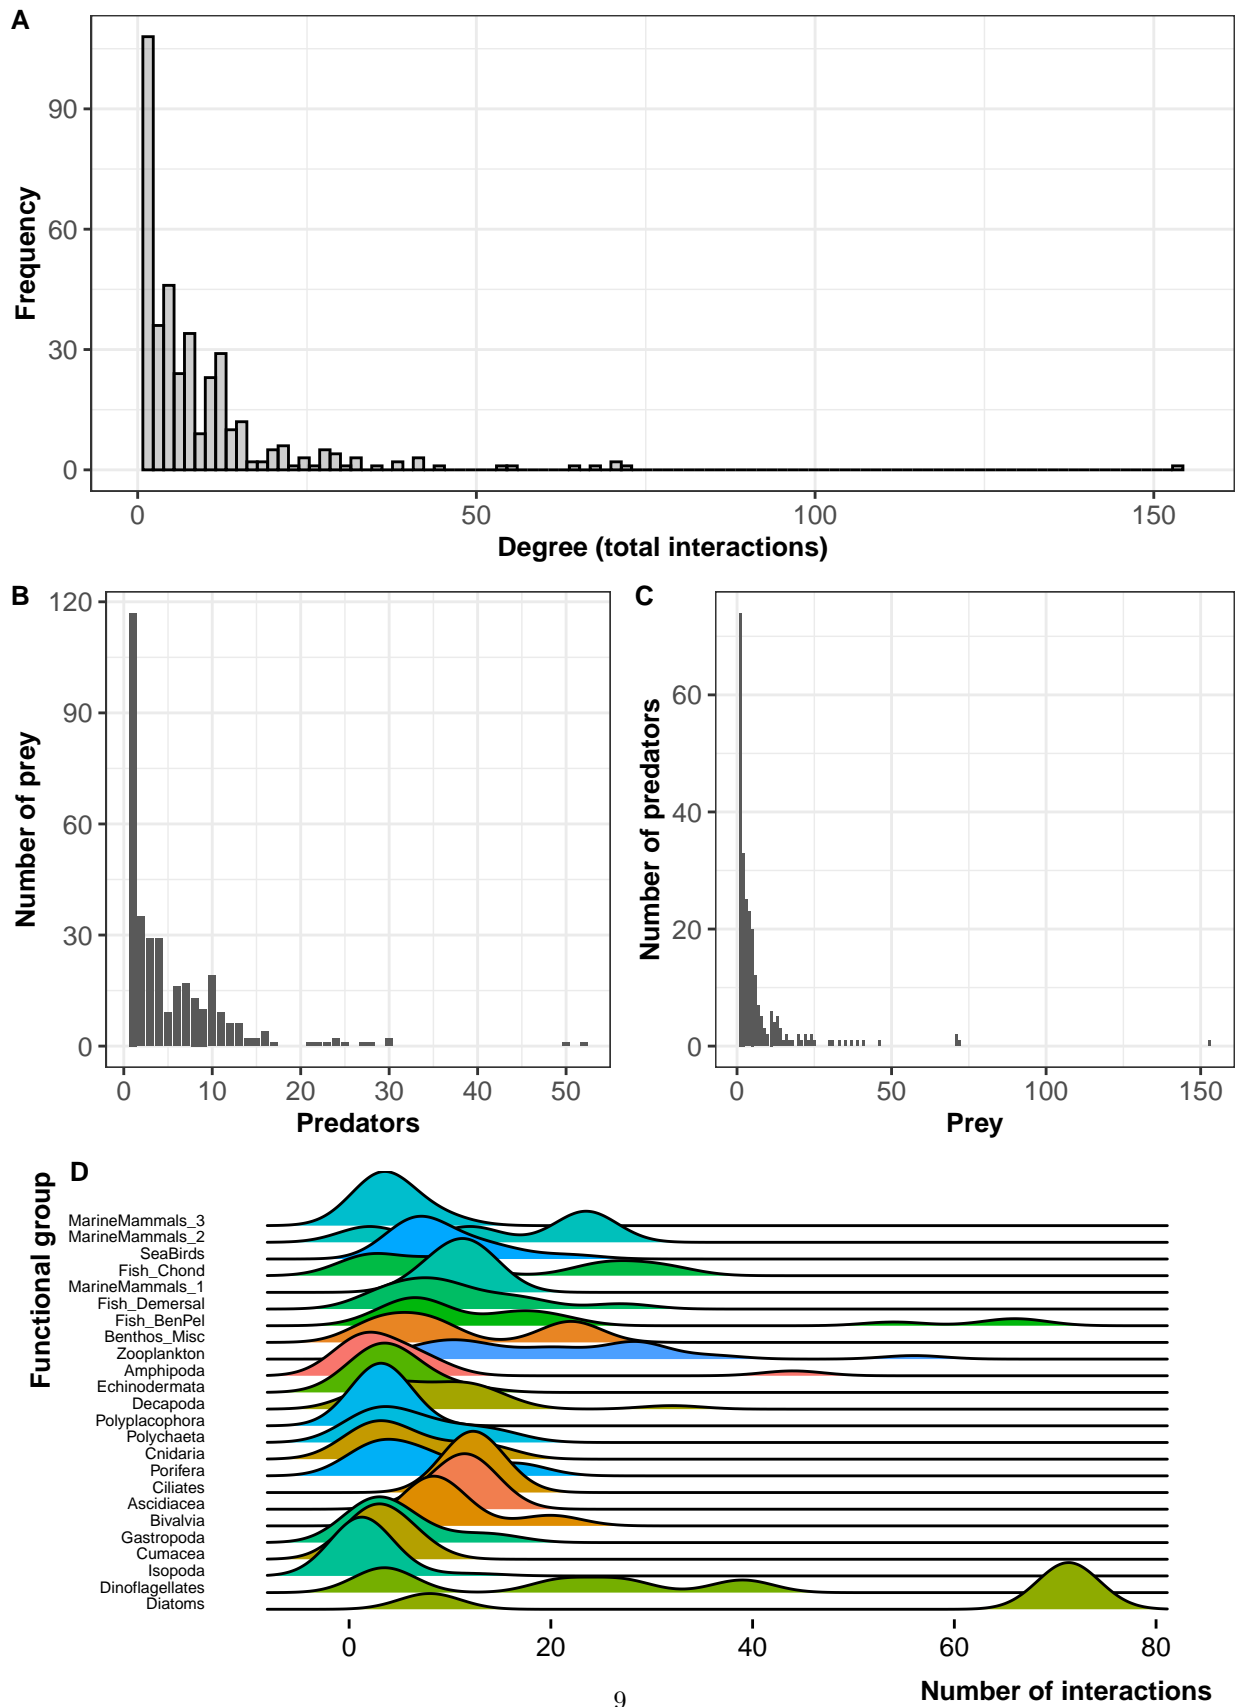 A
Frequency
90
60
30
0
0 50 100 150
Degree (total interactions)
B
Number of prey
120
90
60
30
0
0 10 20 30 40 50
Predators
C
Number of predators
60
40
20
0
0 50 100 150
Prey
D
Functional group
MarineMammals_3
MarineMammals_2
SeaBirds
Fish_Chond
MarineMammals_1
Fish_Demersal
Fish_BenPel
Benthos_Misc
Zooplankton
Amphipoda
Echinodermata
Decapoda
Polyplacophora
Polychaeta
Cnidaria
Porifera
Ciliates
Ascidiacea
Bivalvia
Gastropoda
Cumacea
Isopoda
Dinoflagellates
Diatoms
0 20 40 60 80
Number of interactions
9